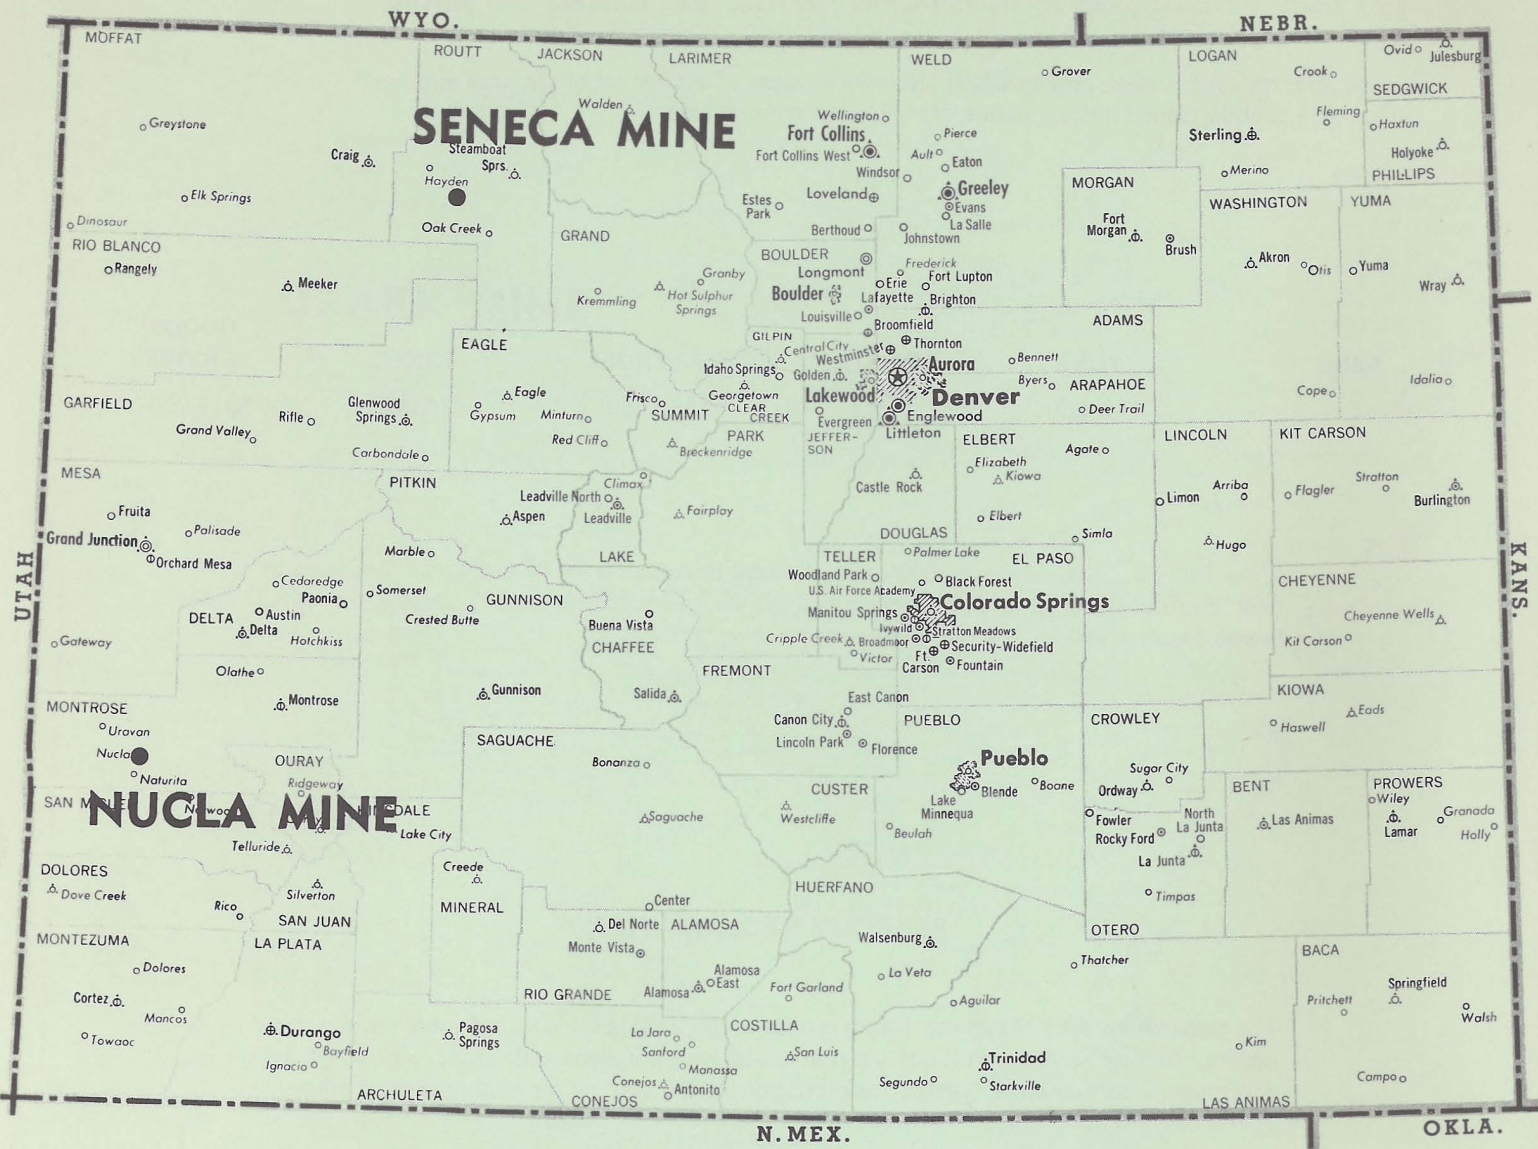 WYO.
NEBR.
MOFFAT
ROUTT
JACKSON
LARIMER
WELD
LOGAN
Ovid
Julesburg
Grover
Crook
SEDGWICK
Walden
Wellington
Fleming
Greystone
SENECA MINE
Fort Collins
Pierce
Sterling
Haxtun
Craig
Steamboat
Sprs.
Fort Collins West
Ault
Eaton
Holyoke
Hayden
Windsor
Merino
PHILLIPS
Elk Springs
Loveland
Greeley
MORGAN
Estes
Park
Evans
WASHINGTON
YUMA
Dinosaur
Oak Creek
Berthoud
La Salle
Fort
Morgan
RIO BLANCO
GRAND
Johnstown
Brush
BOULDER
Rangely
Longmont
Frederick
Akron
Otis
Yuma
Meeker
Granby
Erie
Fort Lupton
Wray
Kremmling
Hot Sulphur
Springs
Boulder
Lafayette
Brighton
Louisville
Broomfield
ADAMS
EAGLE
GILPIN
Central City
Westminster
Thornton
Idaho Springs
Golden
Aurora
Bennett
Georgetown
Byers
ARAPAHOE
Cope
Idalia
GARFIELD
Glenwood
Springs
Eagle
Gypsum
Minturn
Frisco
CLEAR
CREEK
Lakewood
Denver
Deer Trail
Rifle
SUMMIT
Evergreen
Englewood
Grand Valley
Red Cliff
PARK
JEFFER-
SON
Littleton
ELBERT
LINCOLN
KIT CARSON
Carbondale
Breckenridge
Agate
MESA
PITKIN
Climax
Elizabeth
Kiowa
Castle Rock
Leadville North
Leadville
Arriba
Stratton
Flagler
Burlington
Limon
Fruita
Aspen
Fairplay
Elbert
Palisade
DOUGLAS
Simla
Hugo
Grand Junction
Orchard Mesa
Marble
LAKE
TELLER
Palmer Lake
EL PASO
UTAH
KANS.
Cedaredge
Somerset
Woodland Park
Black Forest
CHEYENNE
U.S. Air Force Academy
Paonia
GUNNISON
Colorado Springs
DELTA
Austin
Crested Butte
Buena Vista
Manitou Springs
Cheyenne Wells
Delta
Hotchkiss
Ivywild
Stratton Meadows
Gateway
CHAFFEE
Cripple Creek
Broadmoor
Security-Widefield
Kit Carson
Victor
Ft.
Carson
Fountain
Olathe
FREMONT
Montrose
Gunnison
Salida
East Canon
KIOWA
MONTROSE
Canon City
PUEBLO
CROWLEY
Haswell
Eads
Uravan
SAGUACHE
Lincoln Park
Florence
Nucla
OURAY
Bonanza
Pueblo
Sugar City
Naturita
Ridgeway
CUSTER
Boone
Ordway
BENT
PROWERS
Lake
Minnequa
Blende
Wiley
NUCLA MINE
Lake City
Saguache
Westcliffe
Beulah
Fowler
North
La Junta
Rocky Ford
Las Animas
Lamar
Granada
Holly
Telluride
La Junta
DOLORES
Creede
Dove Creek
Silverton
HUERFANO
Timpas
Rico
SAN JUAN
MINERAL
Center
Del Norte
ALAMOSA
OTERO
MONTEZUMA
LA PLATA
Monte Vista
Walsenburg
BACA
Dolores
Alamosa
East
La Veta
Thatcher
Cortez
Mancos
RIO GRANDE
Alamosa
Fort Garland
Aguilar
Pritchett
Springfield
Walsh
Towaoc
Durango
Pagosa
Springs
La Jara
COSTILLA
Bayfield
Sanford
San Luis
Kim
Ignacio
Manassa
Trinidad
Conejos
Antonito
Segundo
Starkville
Campo
ARCHULETA
CONEJOS
LAS ANIMAS
N. MEX.
OKLA.